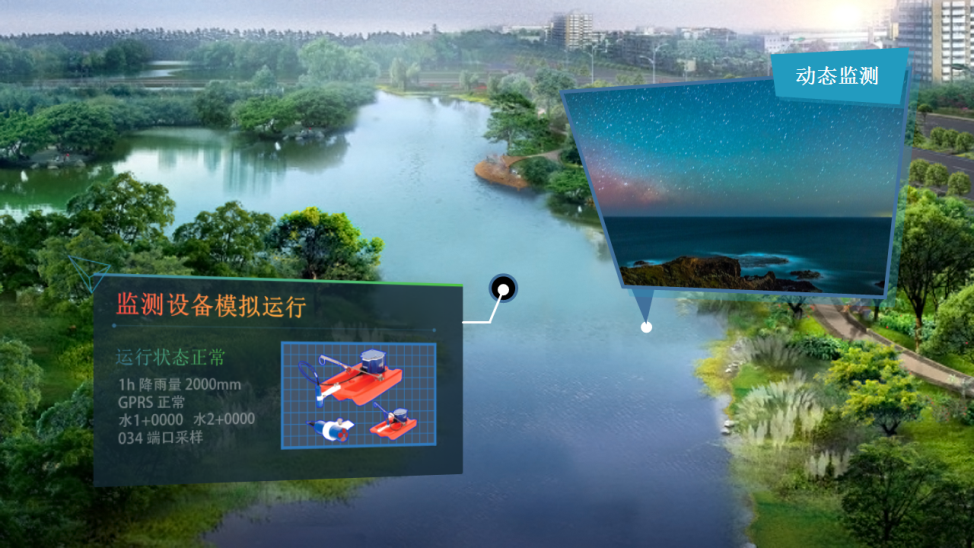 动态监测
监测设备模拟运行
运行状态正常
1h 降雨量 2000mm
GPRS 正常
水1+0000 水2+0000
034 端口采样